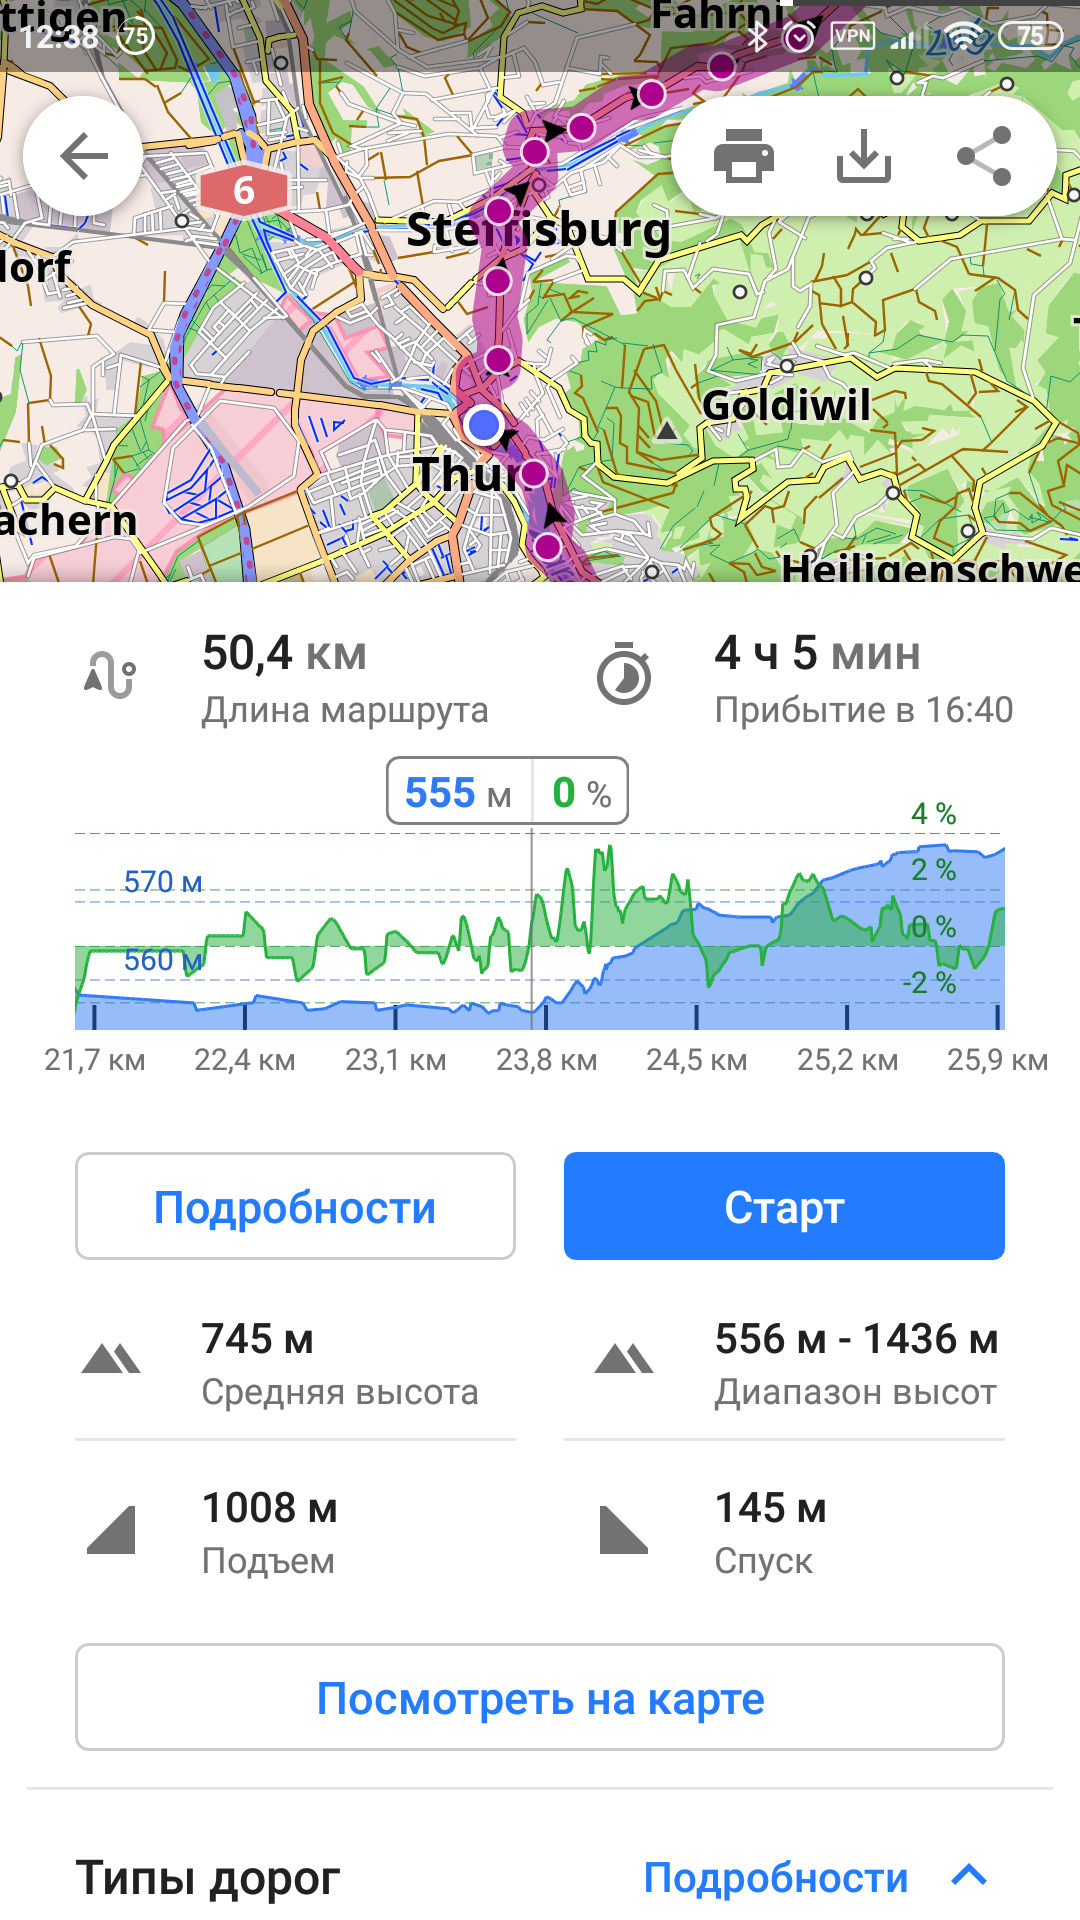 ttigen
Fahrni
12:38 75
VPN
75
6
Steffisburg
dorf
Goldiwil
Thun
achern
Heiligenschwe
50,4 км
4 ч 5 мин
Длина маршрута
Прибытие в 16:40
555 м 0 %
4 %
570 м
2 %
0 %
560 м
-2 %
21,7 км 22,4 км 23,1 км 23,8 км 24,5 км 25,2 км 25,9 км
Подробности
Старт
745 м
556 м - 1436 м
Средняя высота
Диапазон высот
1008 м
145 м
Подъем
Спуск
Посмотреть на карте
Типы дорог
Подробности